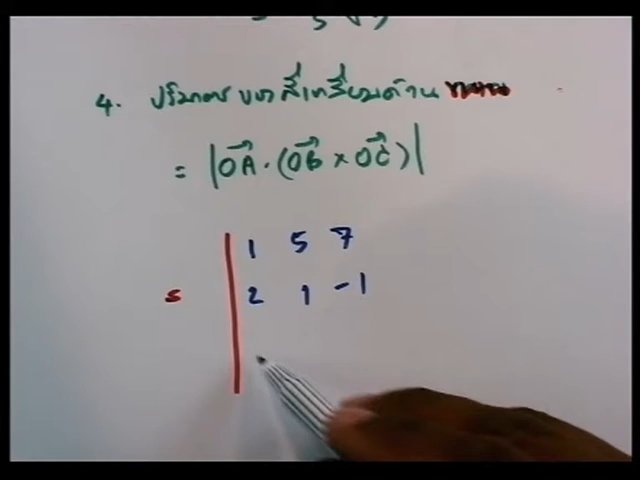 4. ปริมาตรของสี่เหลี่ยมด้าน
= |OA · (OB × OC)|
1 5 7
2 1 -1